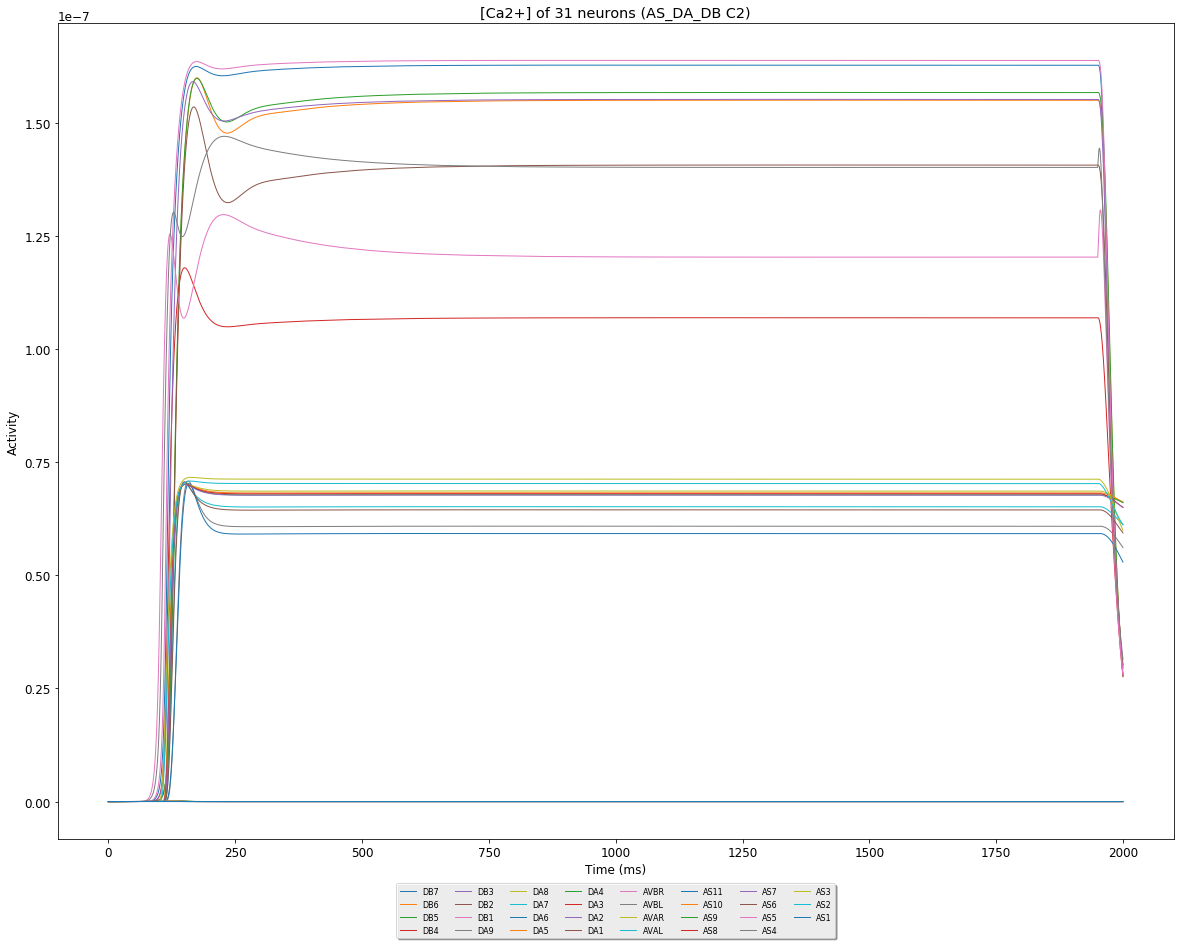 [Ca2+] of 31 neurons (AS_DA_DB C2)
1e−7
1.50
1.25
1.00
0.75
0.50
0.25
0.00
Activity
0 250 500 750 1000 1250 1500 1750 2000
Time (ms)
DB7 DB3 DA8 DA4 AVBR AS11 AS7 AS3
DB6 DB2 DA7 DA3 AVBL AS10 AS6 AS2
DB5 DB1 DA6 DA2 AVAR AS9 AS5 AS1
DB4 DA9 DA5 DA1 AVAL AS8 AS4